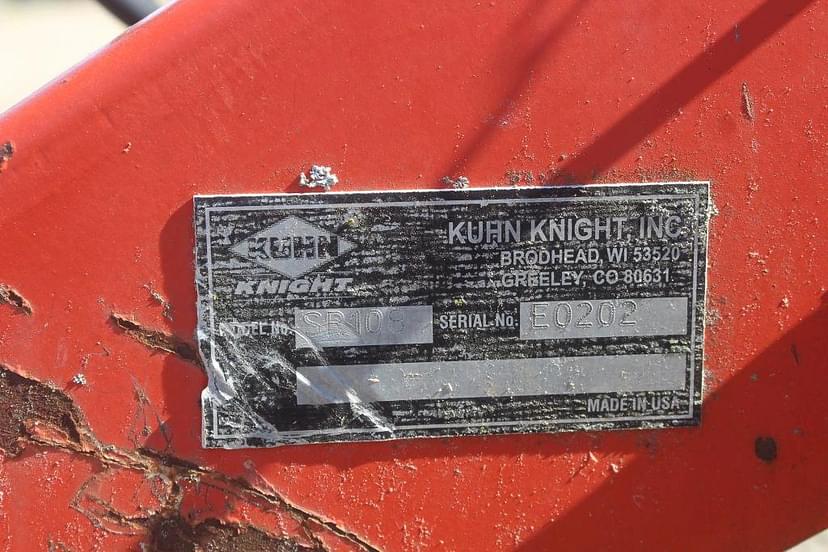 KUHN
KNIGHT
KUHN KNIGHT, INC
BRODHEAD, WI 53520
GREELEY, CO 80631
MODEL No. SERIAL No. E0202
MADE IN USA